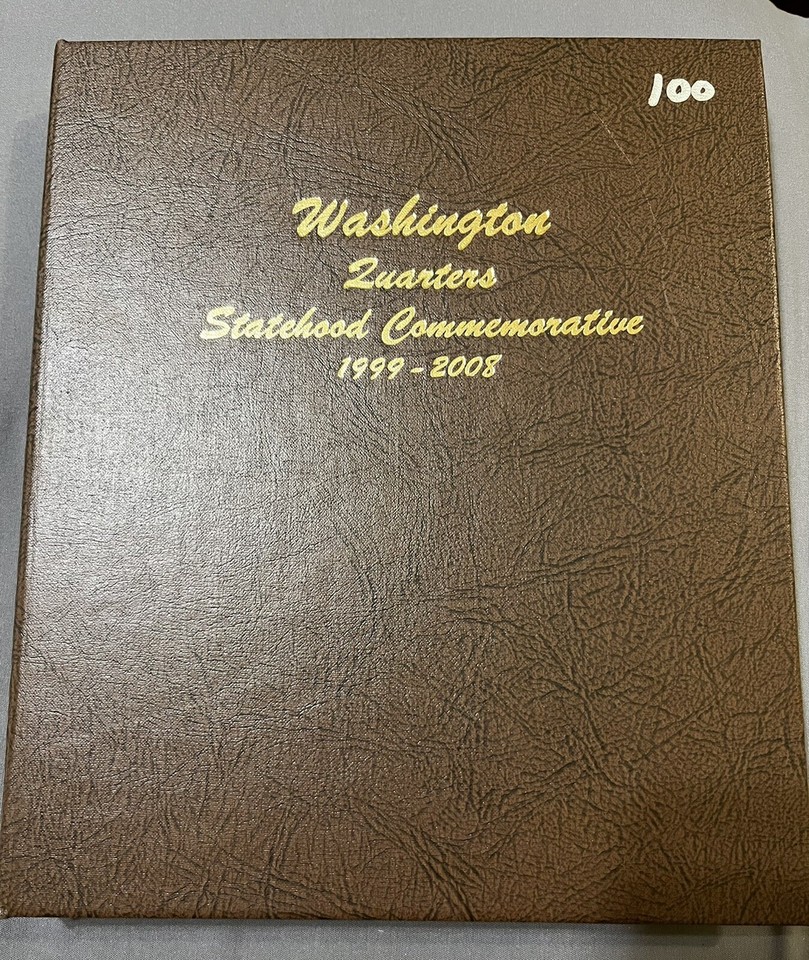 100
Washington
Quarters
Statehood Commemorative
1999-2008